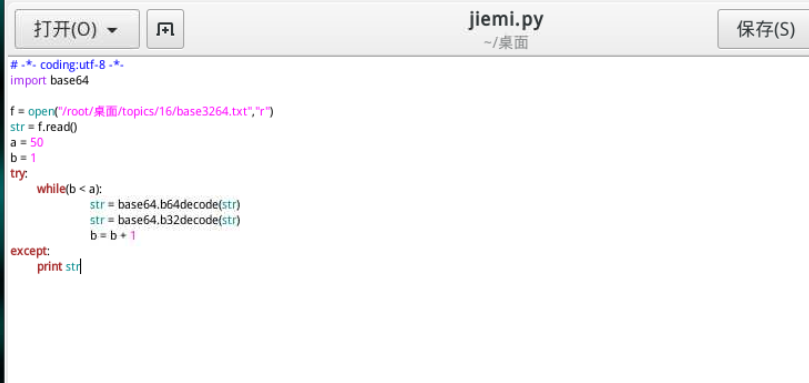 打开(O)
jiemi.py
~/桌面
保存(S)
# -*- coding:utf-8 -*-
import base64
f = open("/root/桌面/topics/16/base3264.txt","r")
str = f.read()
a = 50
b = 1
try:
while(b < a):
str = base64.b64decode(str)
str = base64.b32decode(str)
b = b + 1
except:
print str